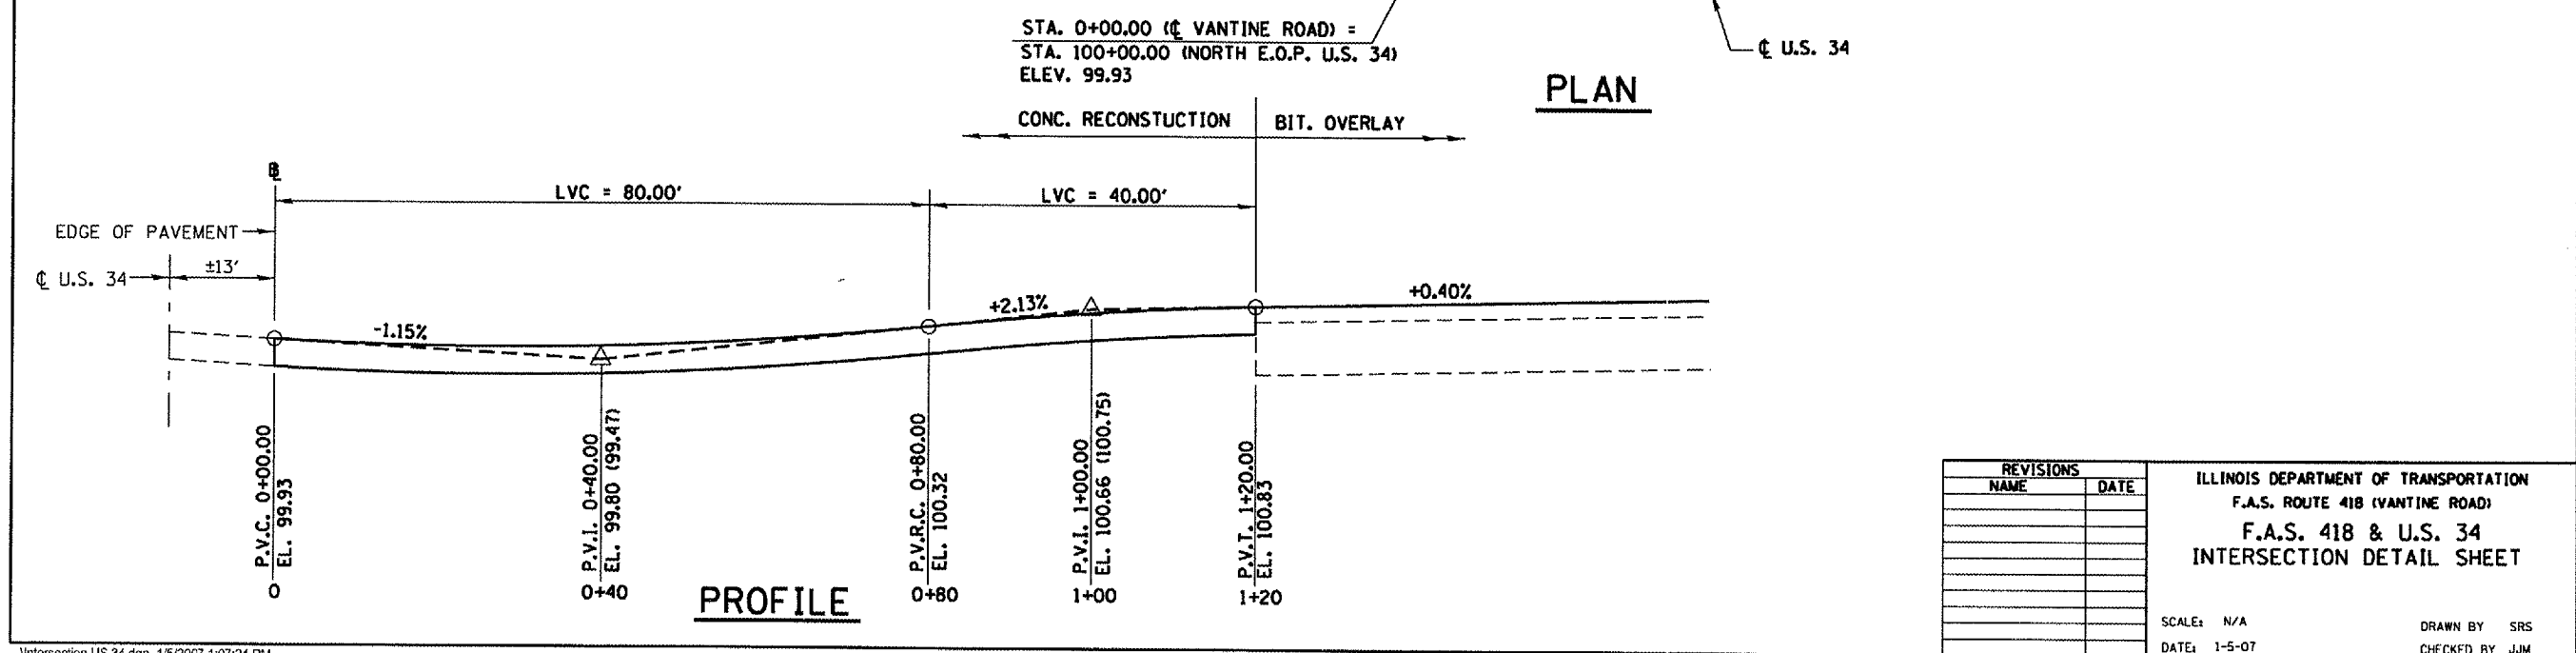 STA. 0+00.00 (℄ VANTINE ROAD) =
STA. 100+00.00 (NORTH E.O.P. U.S. 34)
ELEV. 99.93
℄ U.S. 34
PLAN
CONC. RECONSTUCTION
BIT. OVERLAY
LVC = 80.00'
LVC = 40.00'
EDGE OF PAVEMENT
℄ U.S. 34
±13'
-1.15%
+2.13%
+0.40%
P.V.C. 0+00.00
EL. 99.93
P.V.I. 0+40.00
EL. 99.80 (99.47)
P.V.R.C. 0+80.00
EL. 100.32
P.V.I. 1+00.00
EL. 100.66 (100.75)
P.V.T. 1+20.00
EL. 100.83
0
0+40
0+80
1+00
1+20
PROFILE
REVISIONS
NAME DATE
ILLINOIS DEPARTMENT OF TRANSPORTATION
F.A.S. ROUTE 418 (VANTINE ROAD)
F.A.S. 418 & U.S. 34
INTERSECTION DETAIL SHEET
SCALE: N/A
DATE: 1-5-07
DRAWN BY SRS
CHECKED BY JJM